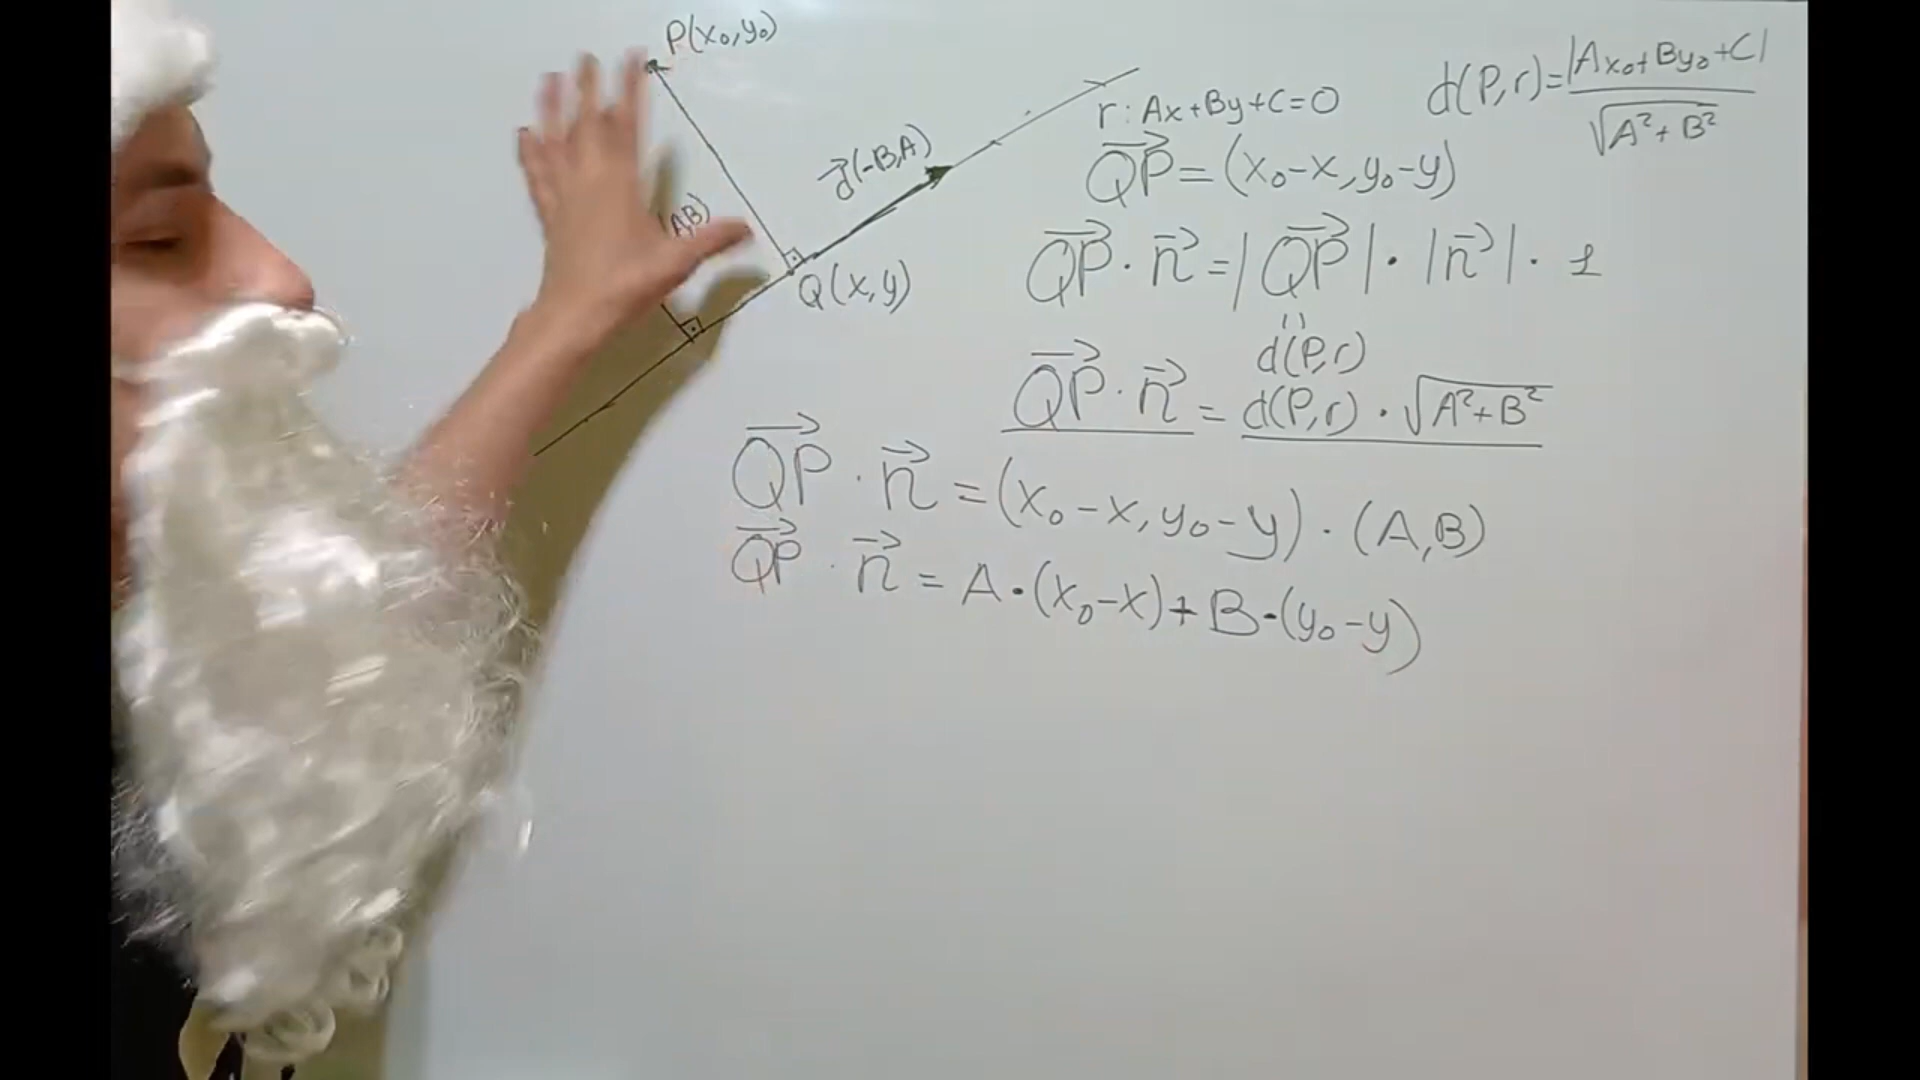 P(x₀,y₀)
d⃗(-B,A)
(A,B)
Q(x,y)
r: Ax+By+C=0
d(P,r)=|Ax₀+By₀+C|
√A²+B²
QP⃗=(x₀-x,y₀-y)
QP⃗·n⃗=|QP⃗|·|n⃗|·1
"
d(P,r)
QP⃗·n⃗=d(P,r)·√A²+B²
QP⃗·n⃗=(x₀-x,y₀-y)·(A,B)
QP⃗·n⃗=A·(x₀-x)+B·(y₀-y)